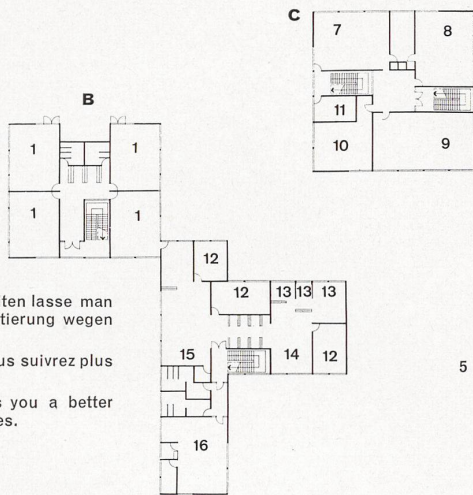 C
7
8
B
11
1
1
10
9
1
1
12
12
13
13
13
ten lasse man
tierung wegen
15
14
12
5
us suivrez plus
s you a better
es.
16